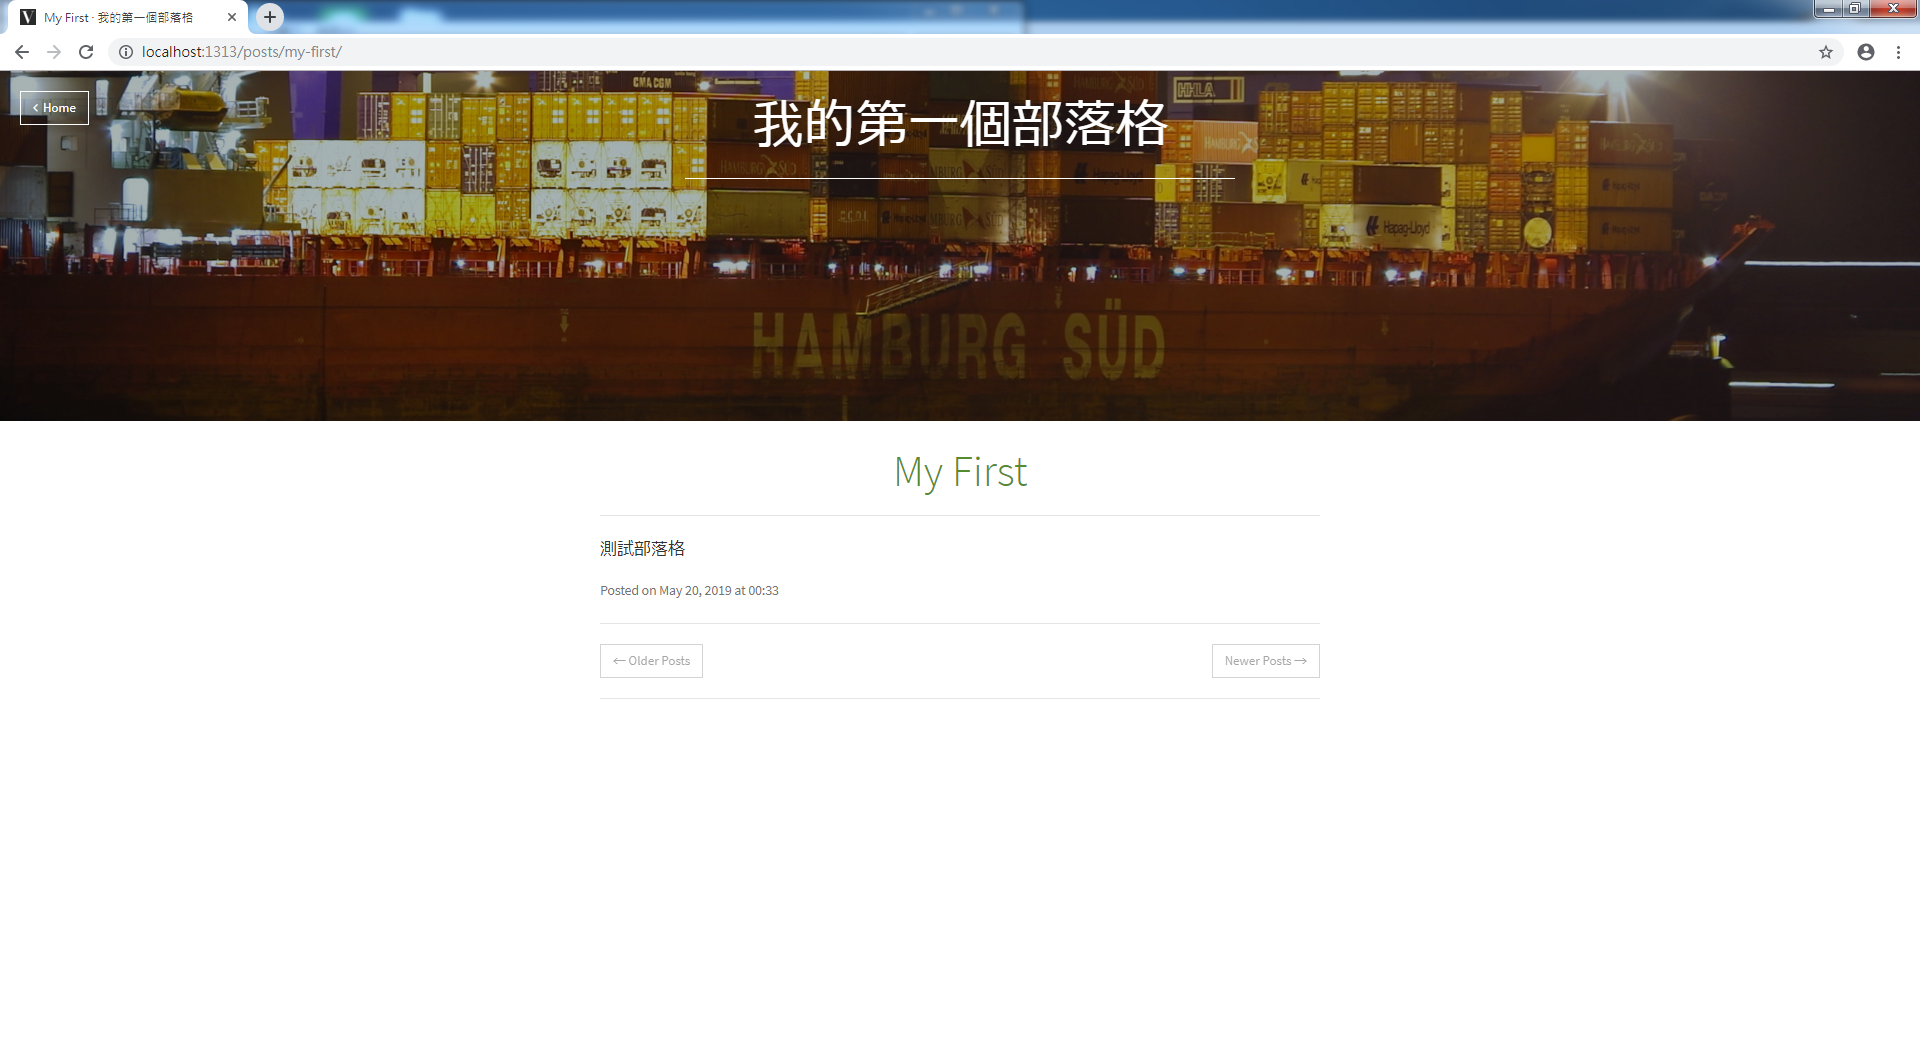 My First · 我的第一個部落格
localhost:1313/posts/my-first/
Home
我的第一個部落格
CMA CGM
HHLA
HAMBURG SÜD
Hapag-Lloyd
HAMBURG SÜD
My First
測試部落格
Posted on May 20, 2019 at 00:33
← Older Posts
Newer Posts →